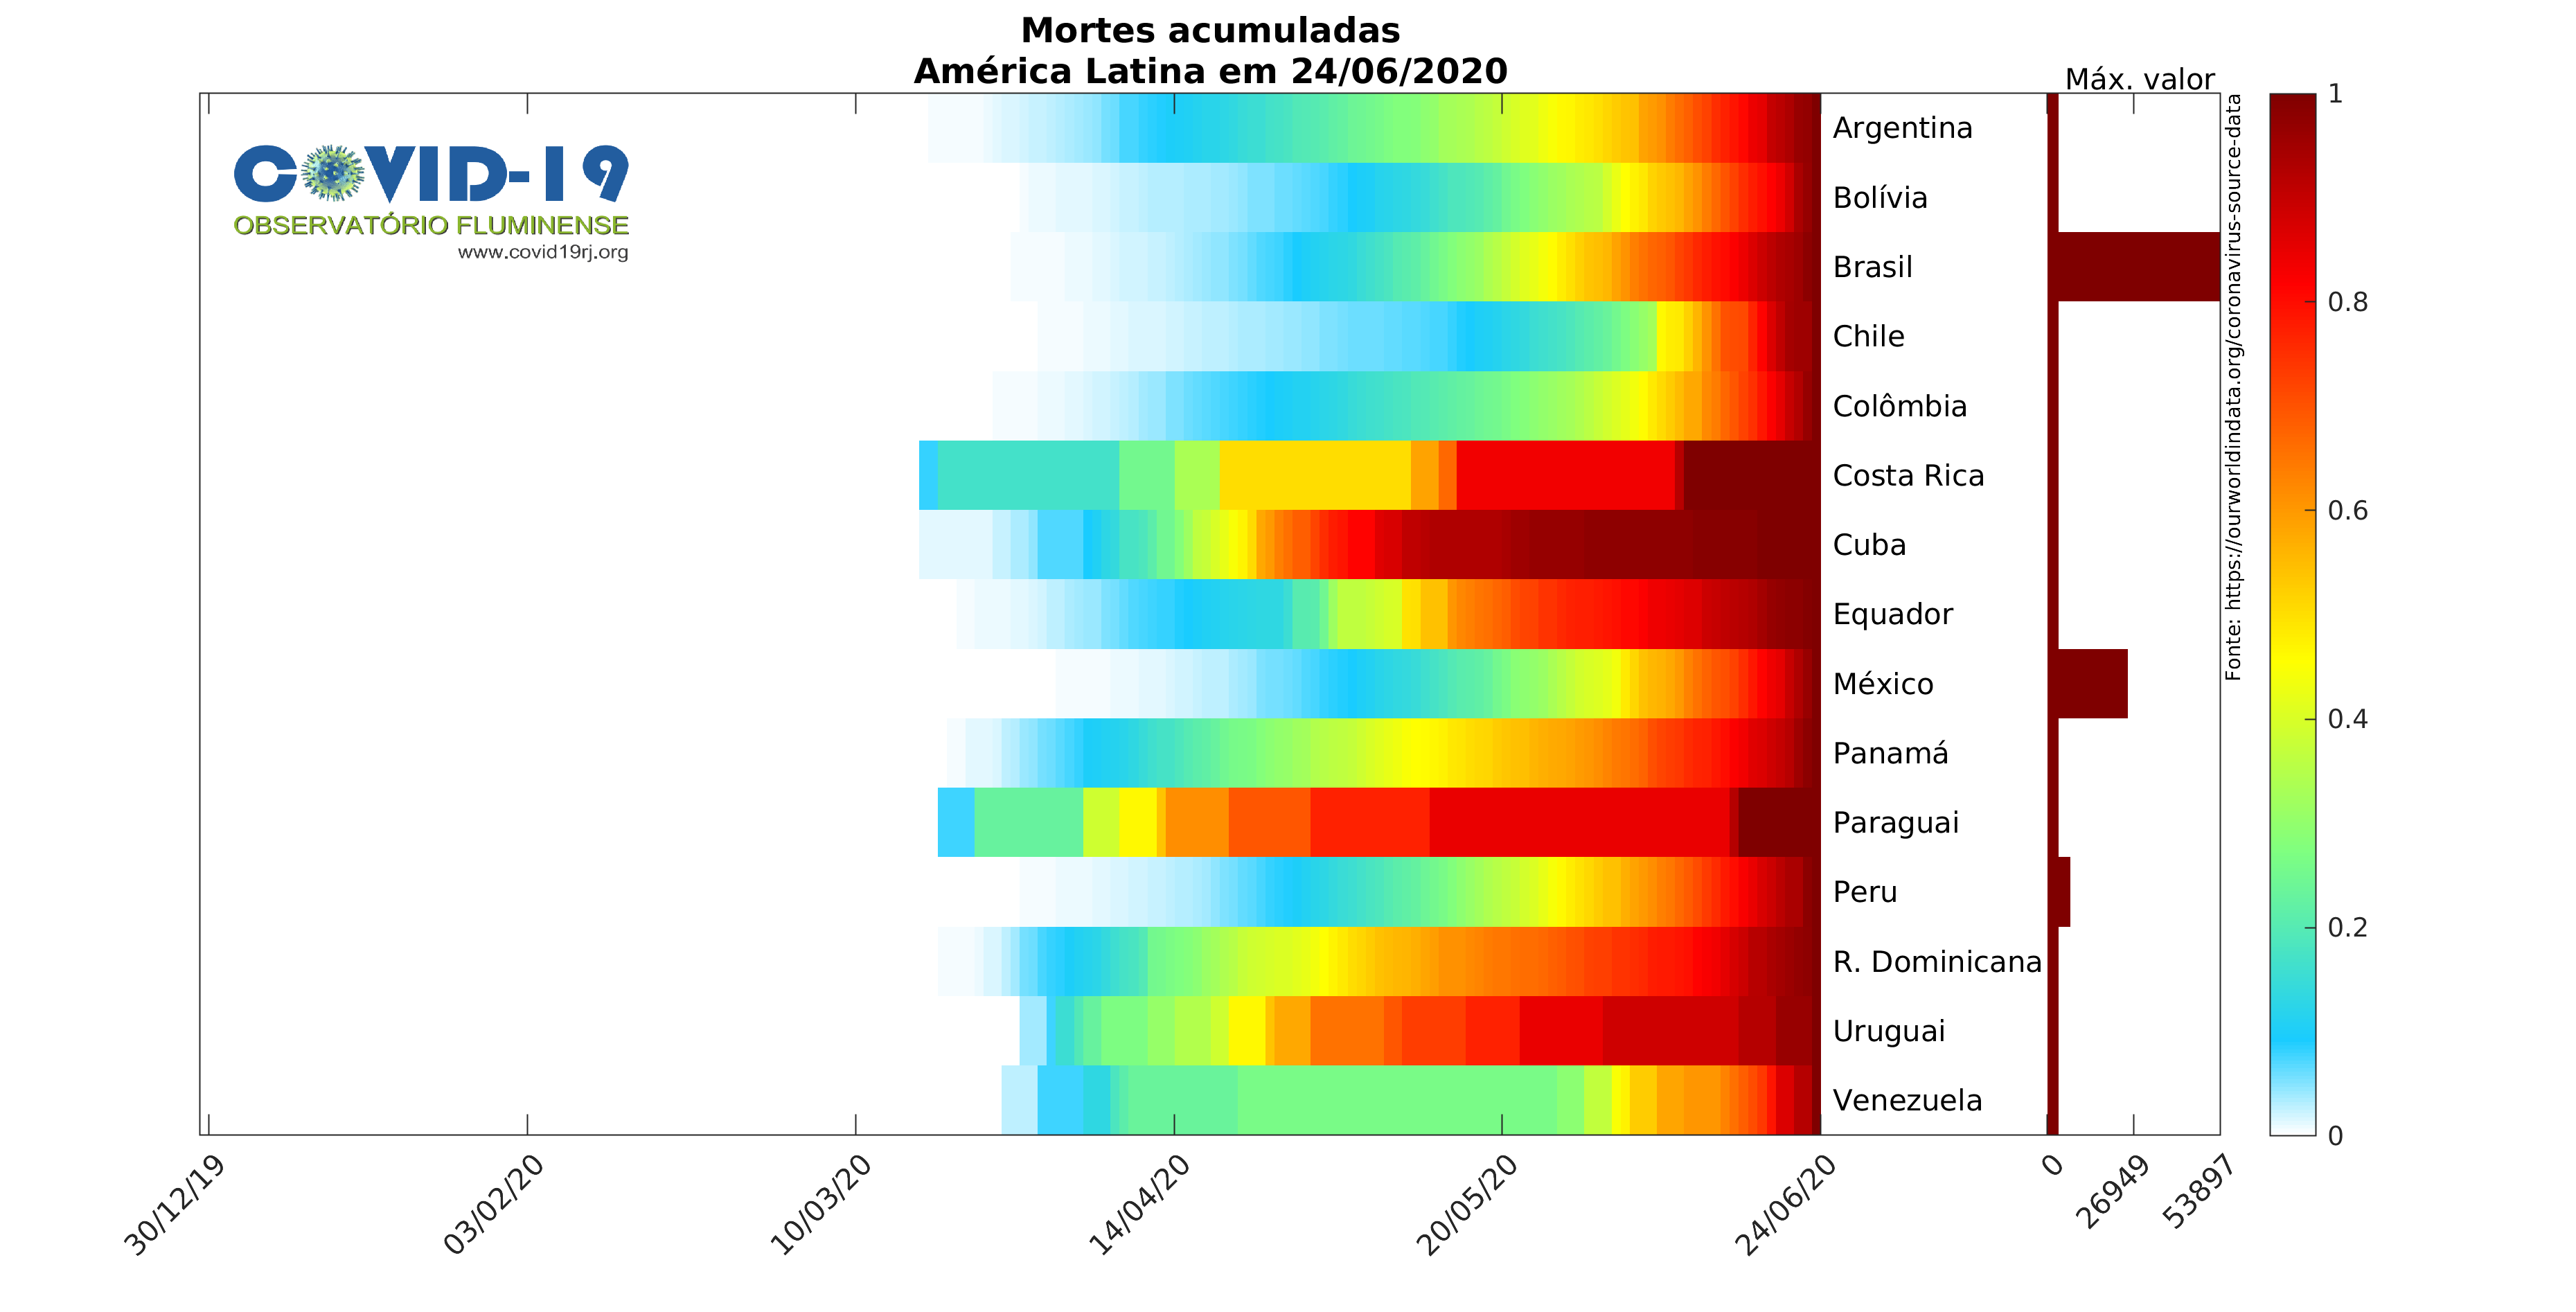 Mortes acumuladas
América Latina em 24/06/2020
Máx. valor
COVID-19
OBSERVATÓRIO FLUMINENSE
www.covid19rj.org
Argentina
Bolívia
Brasil
Chile
Colômbia
Costa Rica
Cuba
Equador
México
Panamá
Paraguai
Peru
R. Dominicana
Uruguai
Venezuela
Fonte: https://ourworldindata.org/coronavirus-source-data
1
0.8
0.6
0.4
0.2
0
30/12/19
03/02/20
10/03/20
14/04/20
20/05/20
24/06/20
0
26949
53897